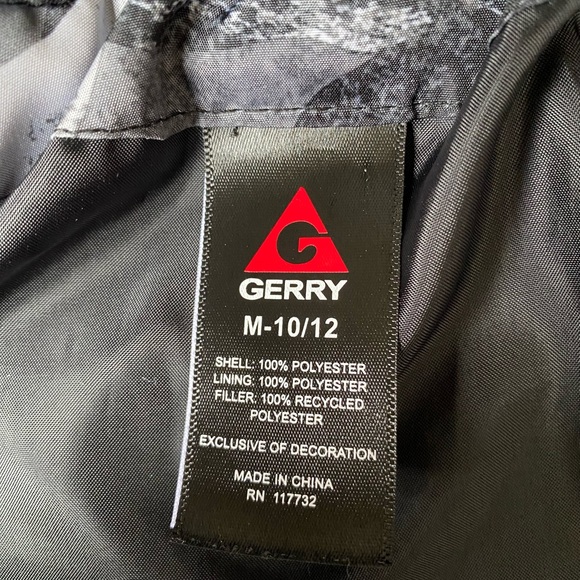 G
GERRY
M-10/12
SHELL: 100% POLYESTER
LINING: 100% POLYESTER
FILLER: 100% RECYCLED
POLYESTER
EXCLUSIVE OF DECORATION
MADE IN CHINA
RN 117732